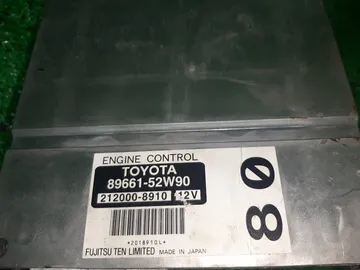 ENGINE CONTROL
TOYOTA
89661-52W90
212000-8910 12V
*2018910L*
FUJITSU TEN LIMITED MADE IN JAPAN
80